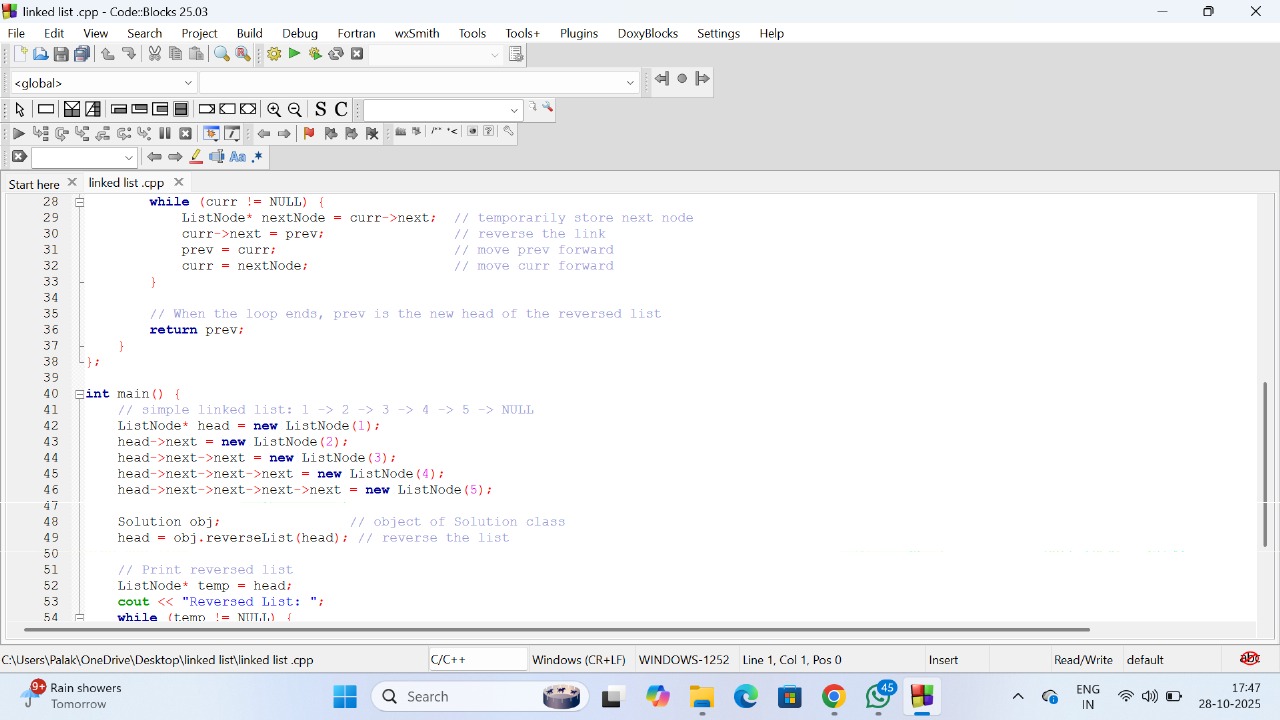 linked list .cpp - Code::Blocks 25.03
File Edit View Search Project Build Debug Fortran wxSmith Tools Tools+ Plugins DoxyBlocks Settings Help
<global>
S C
Start here linked list .cpp
28 while (curr != NULL) {
29 ListNode* nextNode = curr->next; // temporarily store next node
30 curr->next = prev; // reverse the link
31 prev = curr; // move prev forward
32 curr = nextNode; // move curr forward
33 }
34
35 // When the loop ends, prev is the new head of the reversed list
36 return prev;
37 }
38 };
39
40 int main() {
41 // simple linked list: 1 -> 2 -> 3 -> 4 -> 5 -> NULL
42 ListNode* head = new ListNode(1);
43 head->next = new ListNode(2);
44 head->next->next = new ListNode(3);
45 head->next->next->next = new ListNode(4);
46 head->next->next->next->next = new ListNode(5);
47
48 Solution obj; // object of Solution class
49 head = obj.reverseList(head); // reverse the list
50
51 // Print reversed list
52 ListNode* temp = head;
53 cout << "Reversed List: ";
54 while (temp != NULL) {
C:\Users\Palak\OneDrive\Desktop\linked list\linked list .cpp C/C++ Windows (CR+LF) WINDOWS-1252 Line 1, Col 1, Pos 0 Insert Read/Write default abc
9+ Rain showers
Tomorrow
Search
45
ENG
IN
17:47
28-10-2025